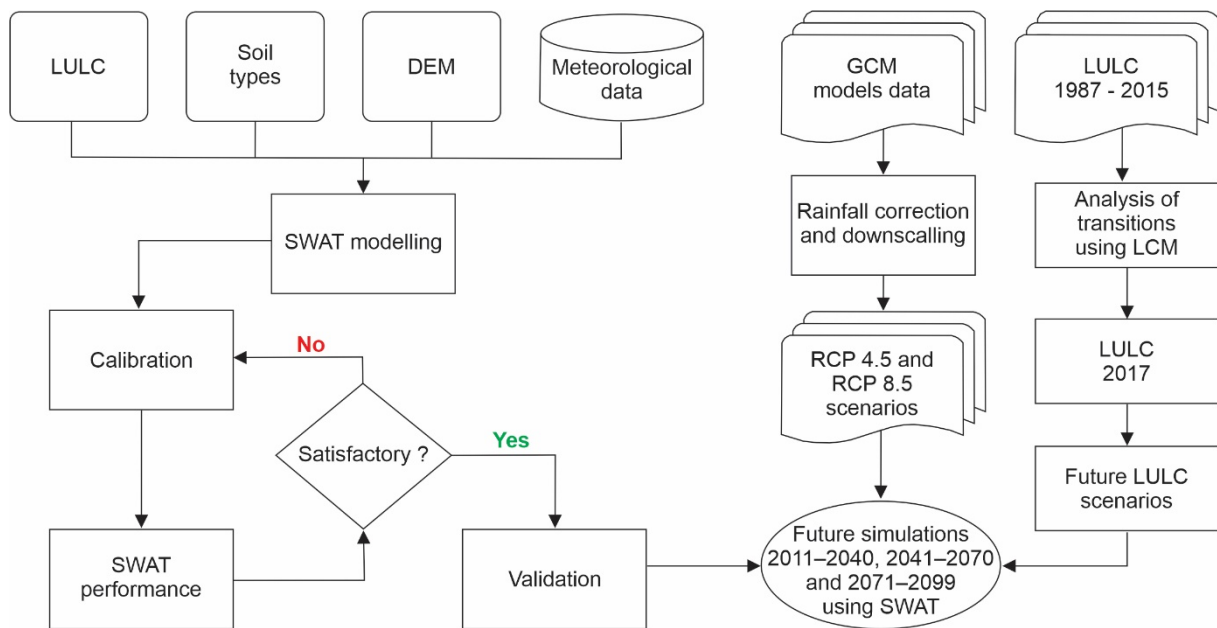 LULC
Soil
types
DEM
Meteorological
data
GCM
models data
LULC
1987 - 2015
SWAT modelling
Rainfall correction
and downscalling
Analysis of
transitions
using LCM
Calibration
No
RCP 4.5 and
RCP 8.5
scenarios
LULC
2017
Satisfactory ?
Yes
Future LULC
scenarios
SWAT
performance
Validation
Future simulations
2011–2040, 2041–2070
and 2071–2099
using SWAT